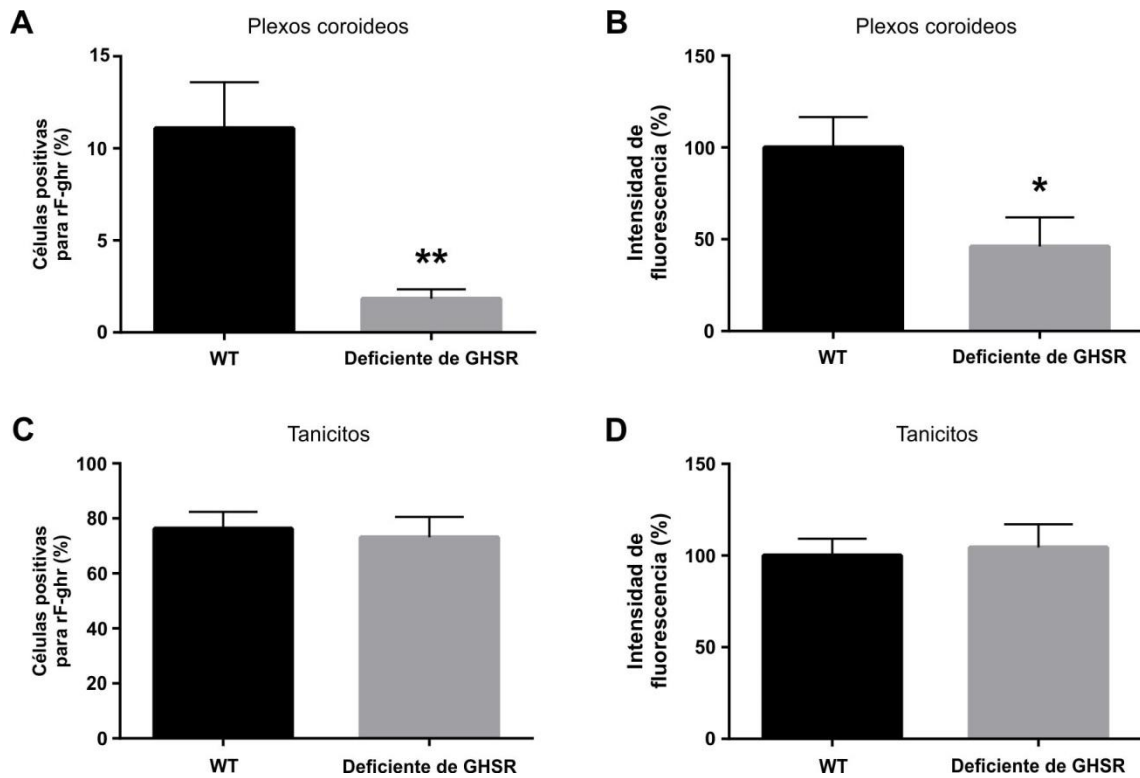 A
Plexos coroideos
Células positivas
para rF-ghr (%)
15
10
5
0
**
WT
Deficiente de GHSR
B
Plexos coroideos
Intensidad de
fluorescencia (%)
150
100
50
0
*
WT
Deficiente de GHSR
C
Tanicitos
Células positivas
para rF-ghr (%)
100
80
60
40
20
0
WT
Deficiente de GHSR
D
Tanicitos
Intensidad de
fluorescencia (%)
150
100
50
0
WT
Deficiente de GHSR